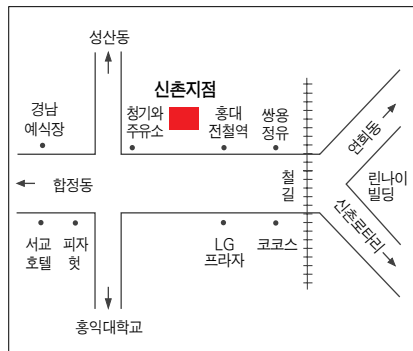 성산동
신촌지점
경남
예식장
청기와
주유소
홍대
전철역
쌍용
정유
연희동
합정동
철
길
린나이
빌딩
신촌로타리
서교
호텔
피자
헛
LG
프라자
코코스
홍익대학교